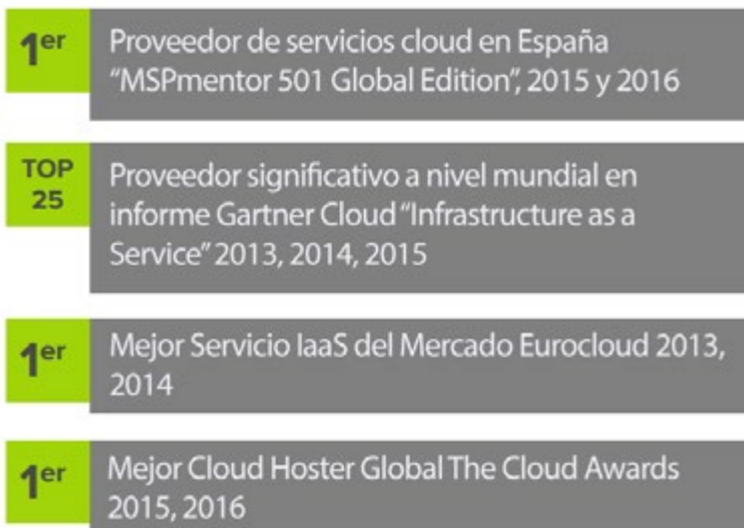 1er
Proveedor de servicios cloud en España
“MSPmentor 501 Global Edition”, 2015 y 2016
TOP
25
Proveedor significativo a nivel mundial en
informe Gartner Cloud “Infrastructure as a
Service” 2013, 2014, 2015
1er
Mejor Servicio IaaS del Mercado Eurocloud 2013,
2014
1er
Mejor Cloud Hoster Global The Cloud Awards
2015, 2016